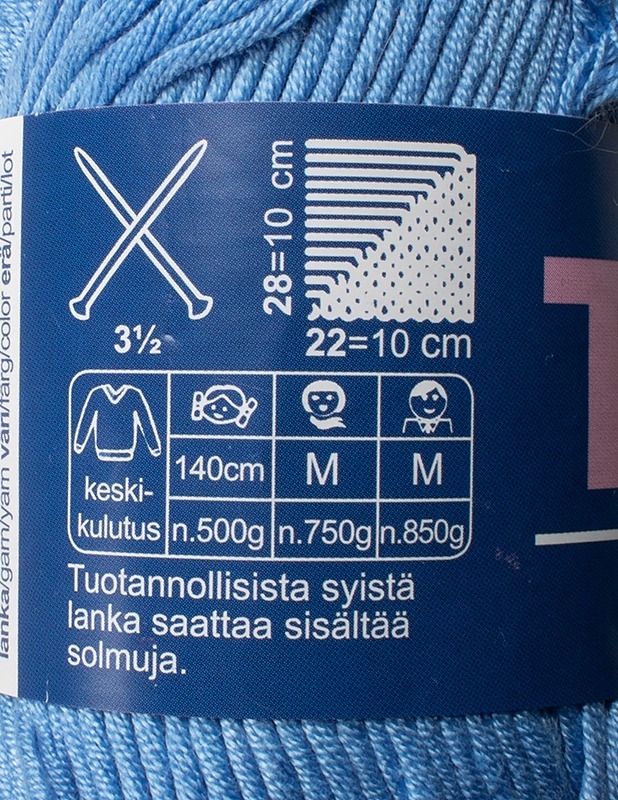 lanka/garn/yarn väri/färg/color erä/parti/lot
3½
28=10 cm
22=10 cm
keski-
kulutus
140cm M M
n.500g n.750g n.850g
Tuotannollisista syistä
lanka saattaa sisältää
solmuja.